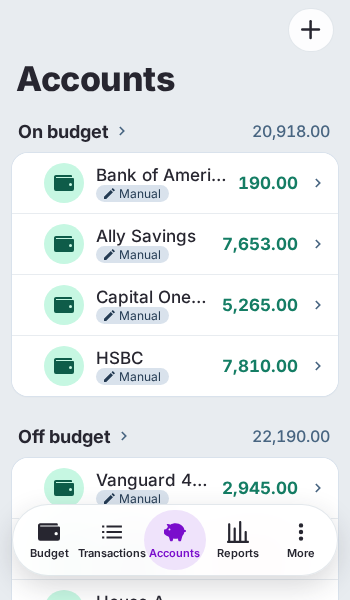 Accounts
On budget 20,918.00
Bank of Ameri... 190.00
Manual
Ally Savings 7,653.00
Manual
Capital One... 5,265.00
Manual
HSBC 7,810.00
Manual
Off budget 22,190.00
Vanguard 4... 2,945.00
Manual
Budget Transactions Accounts Reports More